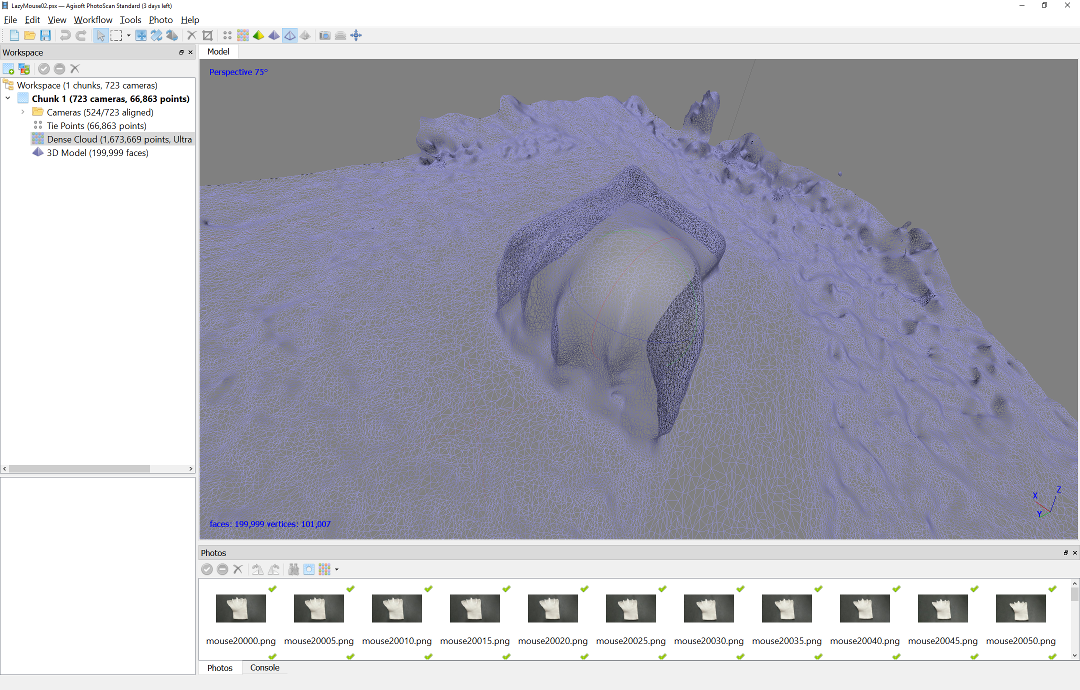 LazyMouse02.psx — Agisoft PhotoScan Standard (3 days left)
File Edit View Workflow Tools Photo Help
Workspace
Model
Perspective 75°
Workspace (1 chunks, 723 cameras)
Chunk 1 (723 cameras, 66,863 points)
Cameras (524/723 aligned)
Tie Points (66,863 points)
Dense Cloud (1,673,669 points, Ultra
3D Model (199,999 faces)
X Z
Y
faces: 199,999 vertices: 101,007
Photos
mouse20000.png mouse20005.png mouse20010.png mouse20015.png mouse20020.png mouse20025.png mouse20030.png mouse20035.png mouse20040.png mouse20045.png mouse20050.png
Photos Console